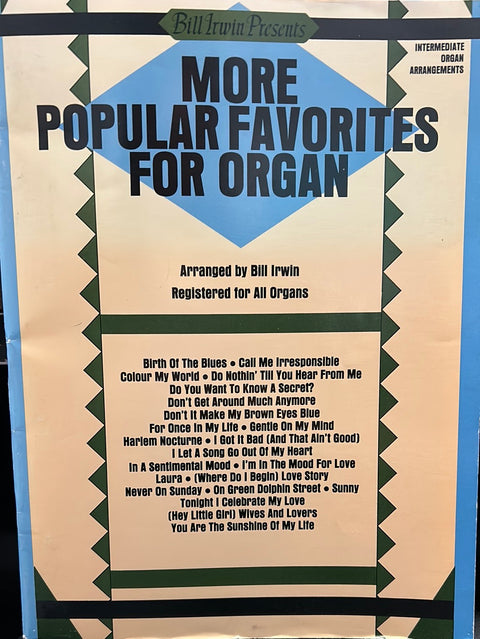 Bill Irwin Presents
INTERMEDIATE
ORGAN
ARRANGEMENTS
MORE
POPULAR FAVORITES
FOR ORGAN
Arranged by Bill Irwin
Registered for All Organs
Birth Of The Blues • Call Me Irresponsible
Colour My World • Do Nothin' Till You Hear From Me
Do You Want To Know A Secret?
Don't Get Around Much Anymore
Don't It Make My Brown Eyes Blue
For Once In My Life • Gentle On My Mind
Harlem Nocturne • I Got It Bad (And That Ain't Good)
I Let A Song Go Out Of My Heart
In A Sentimental Mood • I'm In The Mood For Love
Laura • (Where Do I Begin) Love Story
Never On Sunday • On Green Dolphin Street • Sunny
Tonight I Celebrate My Love
(Hey Little Girl) Wives And Lovers
You Are The Sunshine Of My Life